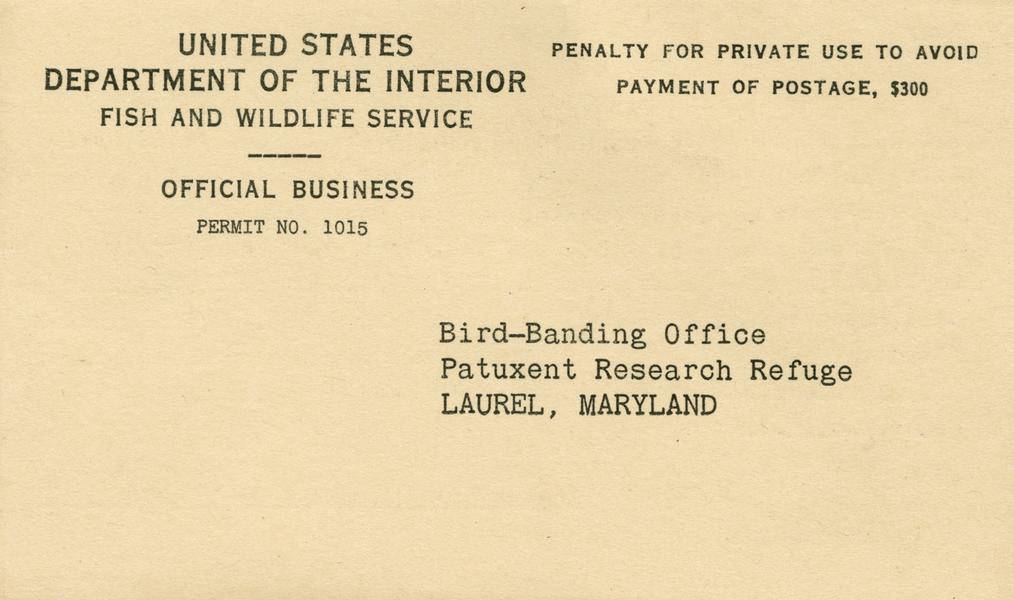 UNITED STATES
DEPARTMENT OF THE INTERIOR
FISH AND WILDLIFE SERVICE
OFFICIAL BUSINESS
PERMIT NO. 1015
PENALTY FOR PRIVATE USE TO AVOID
PAYMENT OF POSTAGE, $300
Bird-Banding Office
Patuxent Research Refuge
LAUREL, MARYLAND